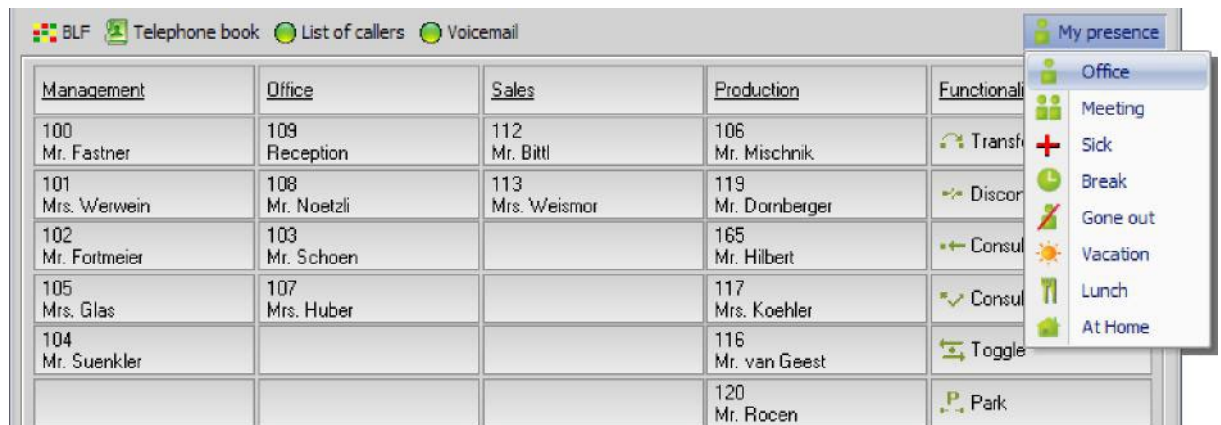 BLF Telephone book List of callers Voicemail My presence
Management Office Sales Production Functionali
100 109 112 106
Mr. Fastner Reception Mr. Bittl Mr. Mischnik Transf
101 108 113 119
Mrs. Werwein Mr. Noetzli Mrs. Weismor Mr. Dornberger Discor
102 103 165
Mr. Fortmeier Mr. Schoen Mr. Hilbert Consul
105 107 117
Mrs. Glas Mrs. Huber Mrs. Koehler Consul
104 116
Mr. Suenkler Mr. van Geest Toggle
120
Mr. Rocen Park
Office
Meeting
Sick
Break
Gone out
Vacation
Lunch
At Home